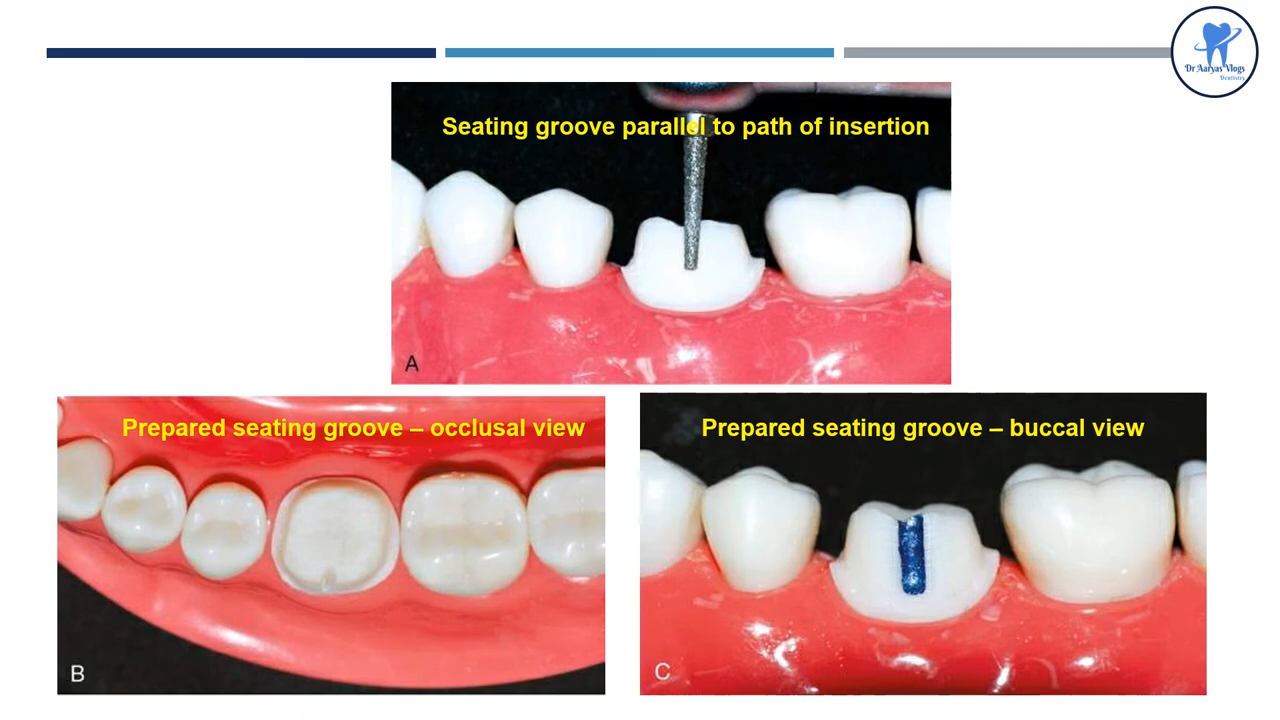 Dr Aaryas Vlogs
Dentistry
Seating groove parallel to path of insertion
A
Prepared seating groove – occlusal view
B
Prepared seating groove – buccal view
C